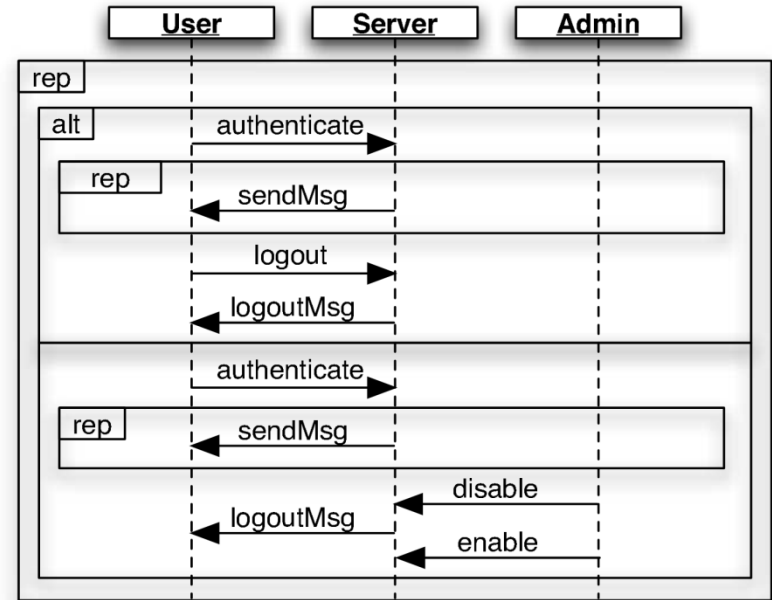 User Server Admin
rep
alt
authenticate
rep
sendMsg
logout
logoutMsg
authenticate
rep
sendMsg
disable
logoutMsg
enable